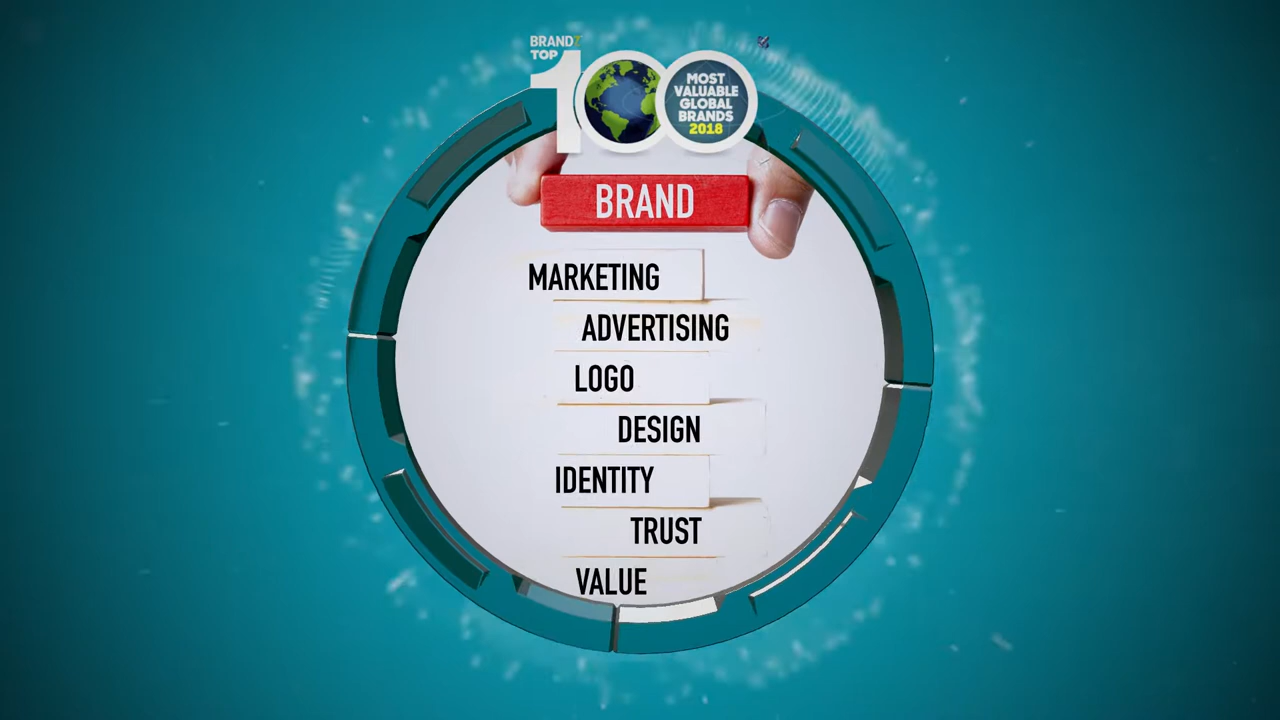 BRANDZ
TOP
100
MOST
VALUABLE
GLOBAL
BRANDS
2018
BRAND
MARKETING
ADVERTISING
LOGO
DESIGN
IDENTITY
TRUST
VALUE